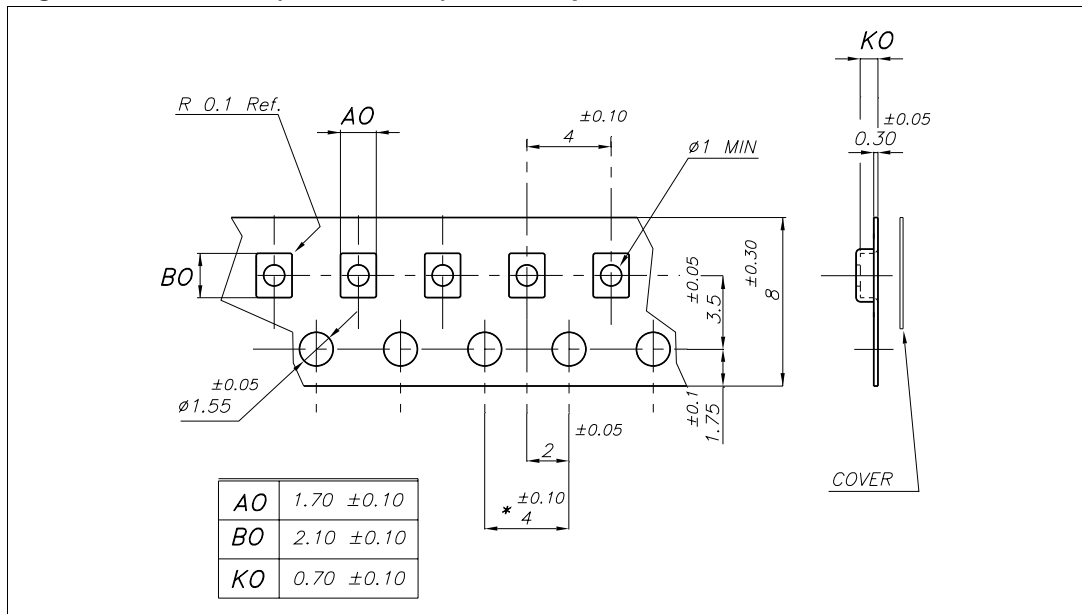 KO
R 0.1 Ref.
AO
±0.10
4
ø1 MIN
±0.05
0.30
BO
±0.05
3.5
±0.30
8
±0.05
ø1.55
±0.1
1.75
±0.05
2
±0.10
* 4
COVER
AO 1.70 ±0.10
BO 2.10 ±0.10
KO 0.70 ±0.10